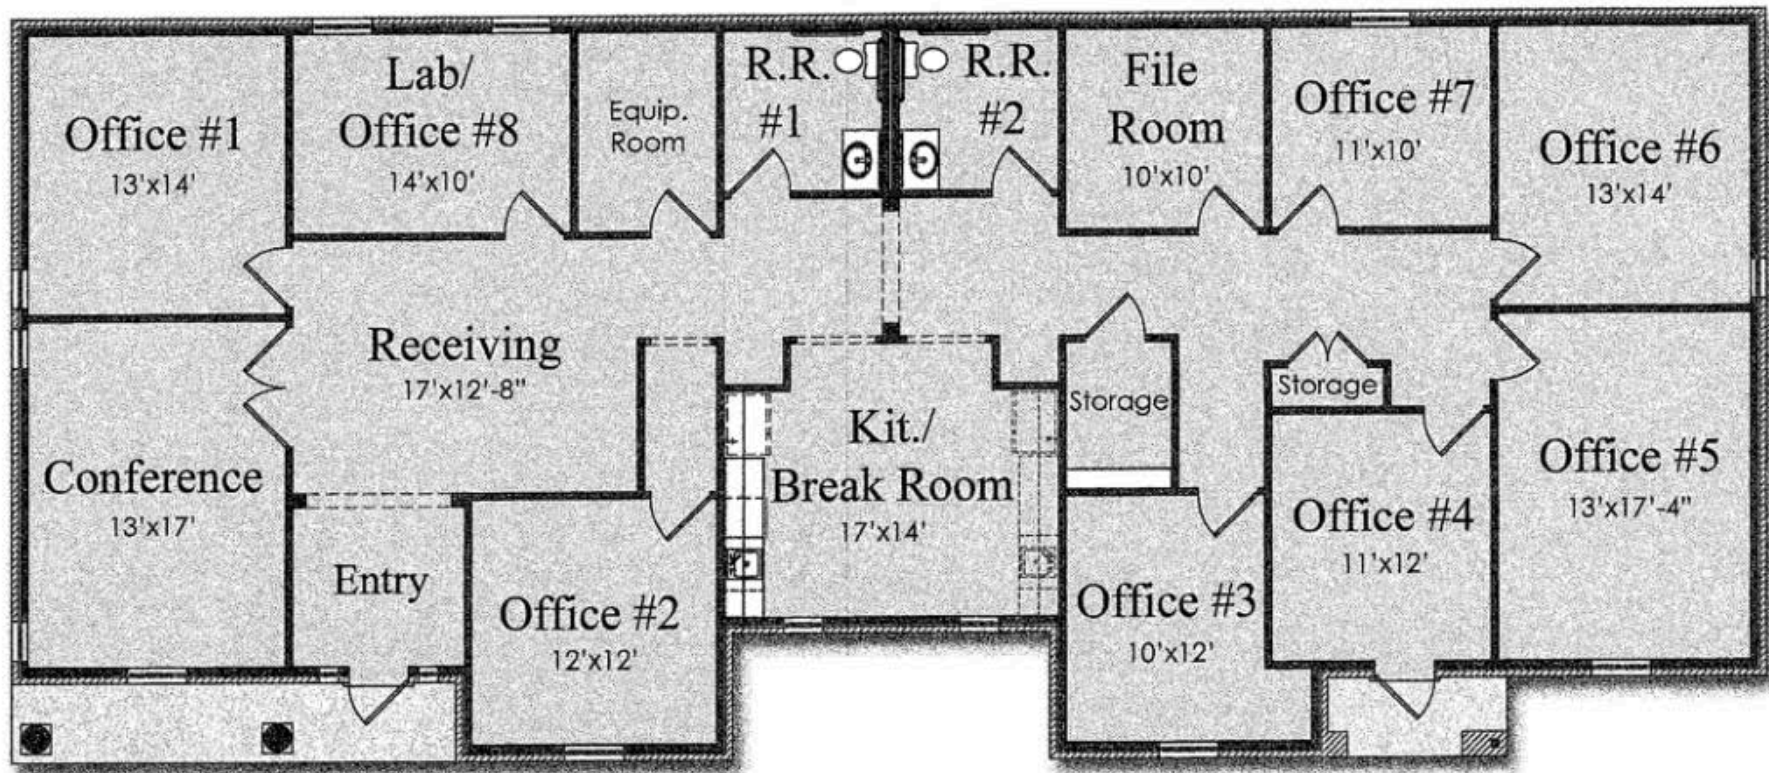 Office #1
13'x14'
Lab/
Office #8
14'x10'
Equip.
Room
R.R.
#1
R.R.
#2
File
Room
10'x10'
Office #7
11'x10'
Office #6
13'x14'
Receiving
17'x12'-8"
Conference
13'x17'
Entry
Office #2
12'x12'
Kit./
Break Room
17'x14'
Storage
Storage
Office #3
10'x12'
Office #4
11'x12'
Office #5
13'x17'-4"